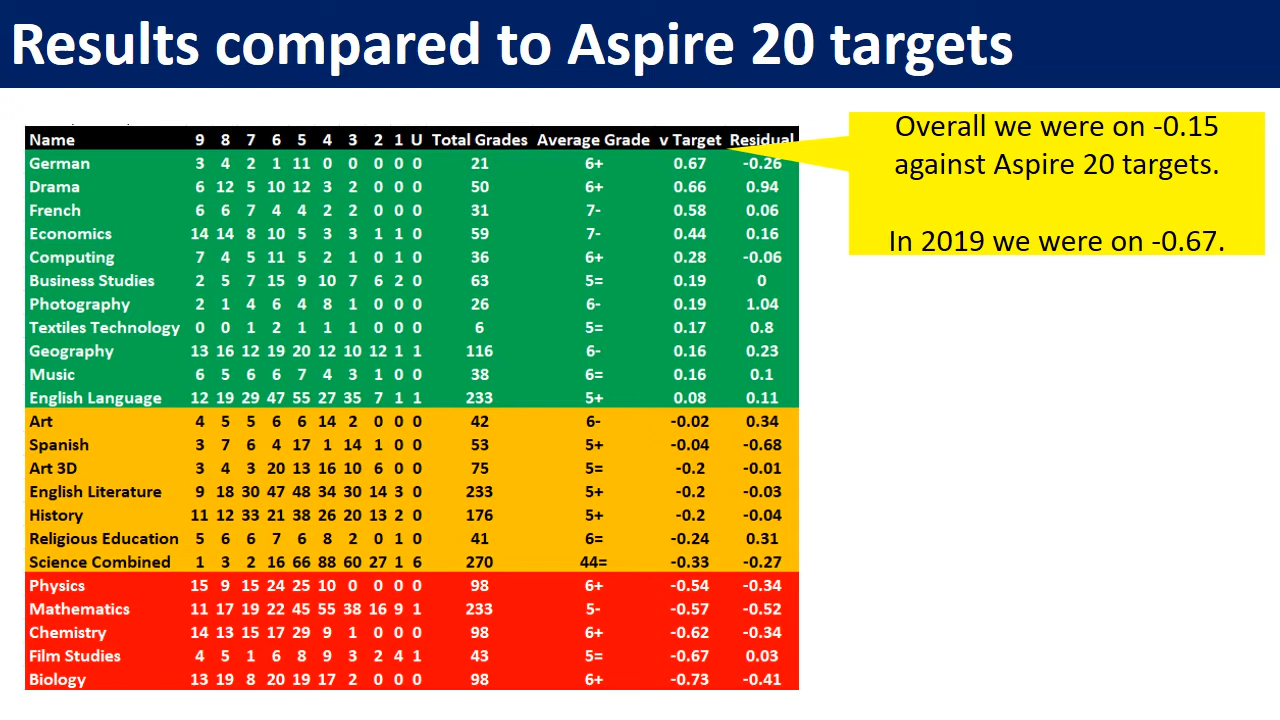 Results compared to Aspire 20 targets
Overall we were on -0.15
against Aspire 20 targets.
In 2019 we were on -0.67.
Name 9 8 7 6 5 4 3 2 1 U Total Grades Average Grade v Target Residual
German 3 4 2 1 11 0 0 0 0 0 21 6+ 0.67 -0.26
Drama 6 12 5 10 12 3 2 0 0 0 50 6+ 0.66 0.94
French 6 6 7 4 4 2 2 0 0 0 31 7- 0.58 0.06
Economics 14 14 8 10 5 3 3 1 1 0 59 7- 0.44 0.16
Computing 7 4 5 11 5 2 1 0 1 0 36 6+ 0.28 -0.06
Business Studies 2 5 7 15 9 10 7 6 2 0 63 5= 0.19 0
Photography 2 1 4 6 4 8 1 0 0 0 26 6- 0.19 1.04
Textiles Technology 0 0 1 2 1 1 1 0 0 0 6 5= 0.17 0.8
Geography 13 16 12 19 20 12 10 12 1 1 116 6- 0.16 0.23
Music 6 5 6 6 7 4 3 1 0 0 38 6= 0.16 0.1
English Language 12 19 29 47 55 27 35 7 1 1 233 5+ 0.08 0.11
Art 4 5 5 6 6 14 2 0 0 0 42 6- -0.02 0.34
Spanish 3 7 6 4 17 1 14 1 0 0 53 5+ -0.04 -0.68
Art 3D 3 4 3 20 13 16 10 6 0 0 75 5= -0.2 -0.01
English Literature 9 18 30 47 48 34 30 14 3 0 233 5+ -0.2 -0.03
History 11 12 33 21 38 26 20 13 2 0 176 5+ -0.2 -0.04
Religious Education 5 6 6 7 6 8 2 0 1 0 41 6= -0.24 0.31
Science Combined 1 3 2 16 66 88 60 27 1 6 270 44= -0.33 -0.27
Physics 15 9 15 24 25 10 0 0 0 0 98 6+ -0.54 -0.34
Mathematics 11 17 19 22 45 55 38 16 9 1 233 5- -0.57 -0.52
Chemistry 14 13 15 17 29 9 1 0 0 0 98 6+ -0.62 -0.34
Film Studies 4 5 1 6 8 9 3 2 4 1 43 5= -0.67 0.03
Biology 13 19 8 20 19 17 2 0 0 0 98 6+ -0.73 -0.41